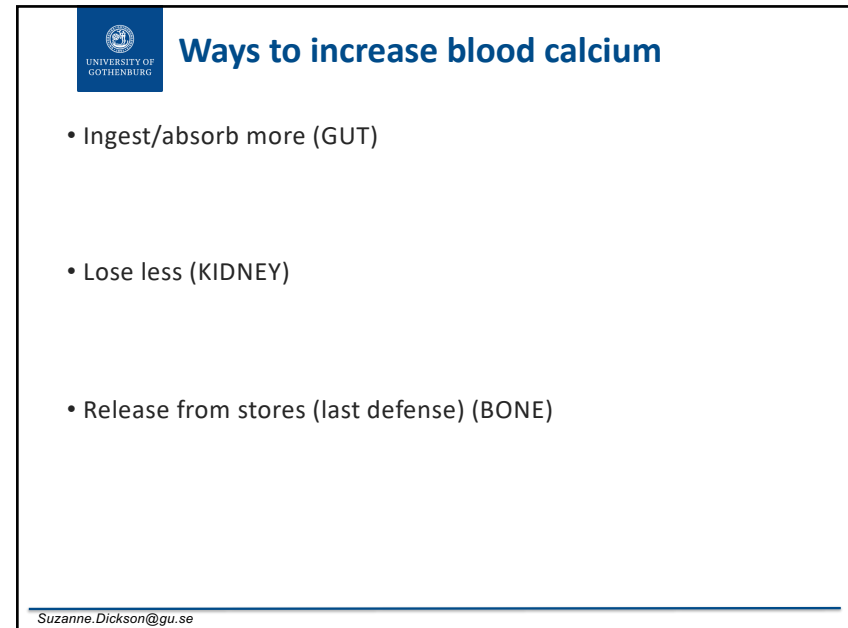 UNIVERSITY OF
GOTHENBURG
Ways to increase blood calcium
• Ingest/absorb more (GUT)
• Lose less (KIDNEY)
• Release from stores (last defense) (BONE)
Suzanne.Dickson@gu.se